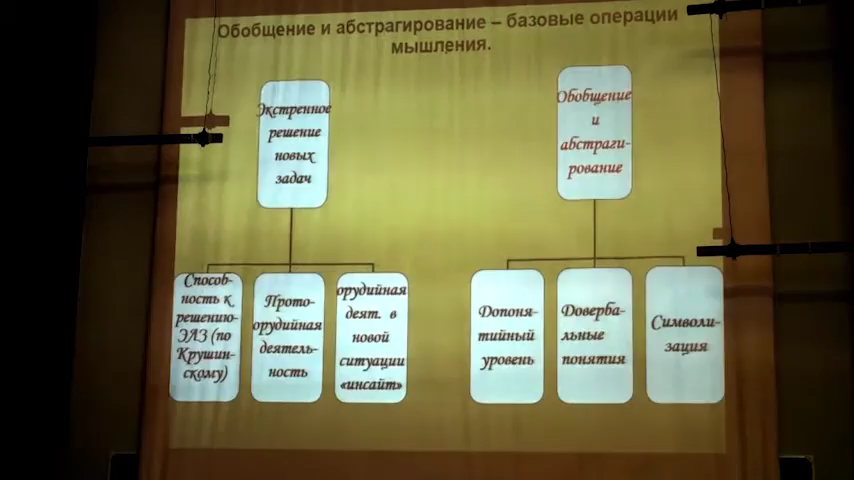 Обобщение и абстрагирование – базовые операции
мышления.
Экстренное
решение
новых
задач
Обобщение
и
абстраги-
рование
Способ-
ность к
решению-
ЭЛЗ (по
Крушин-
скому)
Прото-
орудийная
деятель-
ность
орудийная
деят. в
новой
ситуации
«инсайт»
Допоня-
тийный
уровень
Доверба-
льные
понятия
Символи-
зация